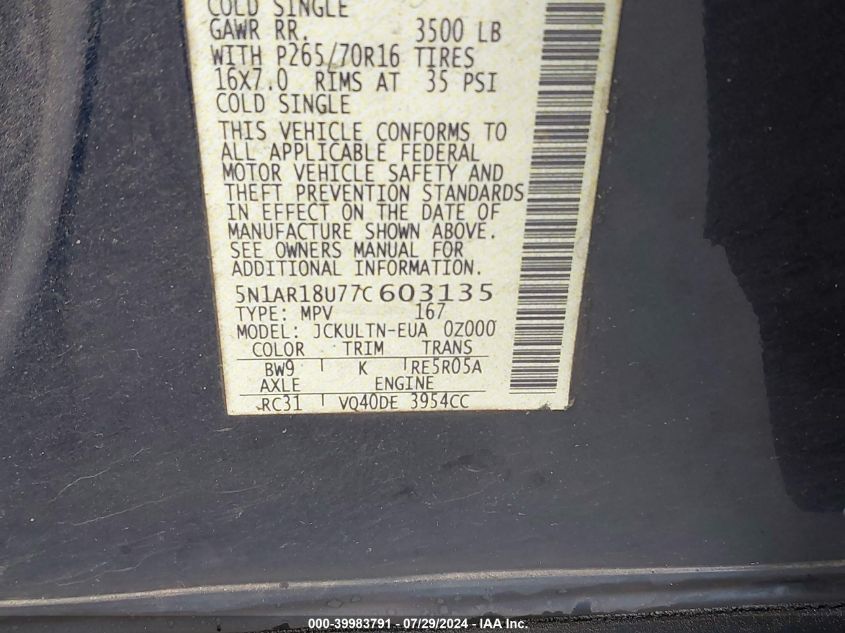 COLD SINGLE
GAWR RR. 3500 LB
WITH P265/70R16 TIRES
16X7.0 RIMS AT 35 PSI
COLD SINGLE
THIS VEHICLE CONFORMS TO
ALL APPLICABLE FEDERAL
MOTOR VEHICLE SAFETY AND
THEFT PREVENTION STANDARDS
IN EFFECT ON THE DATE OF
MANUFACTURE SHOWN ABOVE.
SEE OWNERS MANUAL FOR
ADDITIONAL INFORMATION.
5N1AR18U77C603135
TYPE: MPV 167
MODEL: JCKULTN-EUA 0Z000
COLOR TRIM TRANS
BW9 K RE5R05A
AXLE ENGINE
RC31 VQ40DE 3954CC
000-39983791 - 07/29/2024 - IAA Inc.